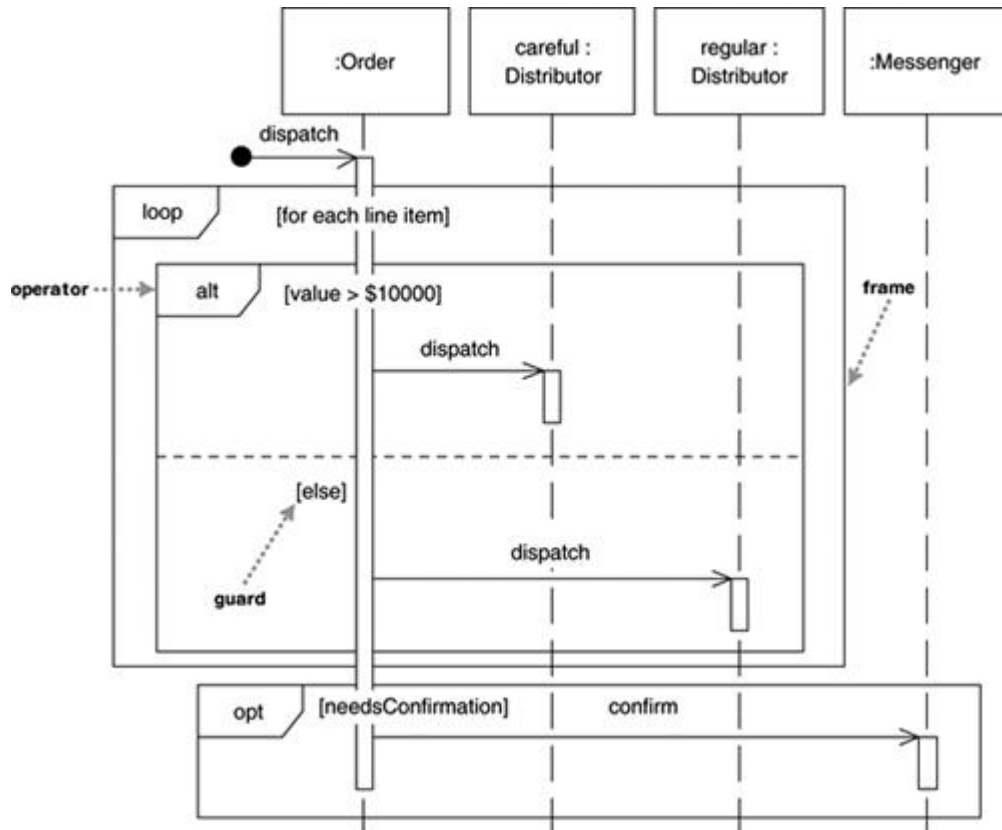 :Order
careful :
Distributor
regular :
Distributor
:Messenger
dispatch
loop
[for each line item]
operator
alt
[value > $10000]
frame
dispatch
[else]
dispatch
guard
opt
[needsConfirmation]
confirm